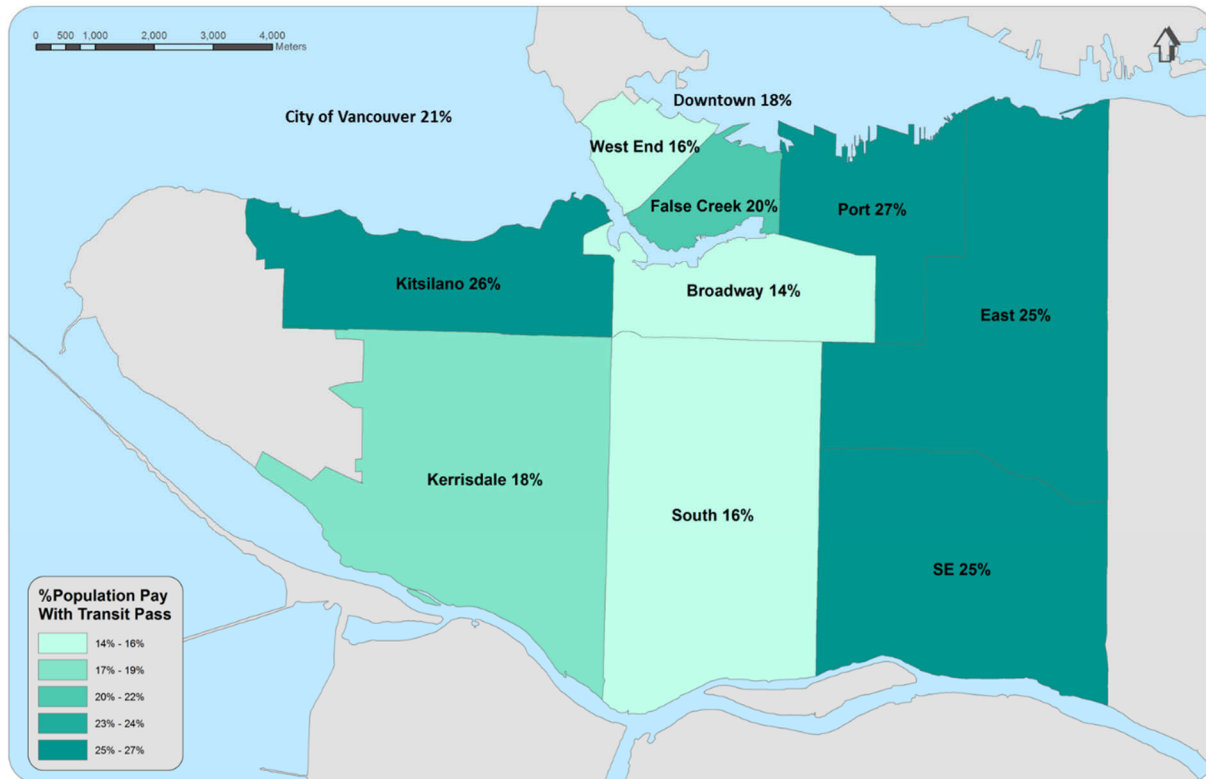 0 500 1,000 2,000 3,000 4,000
Meters
Downtown 18%
City of Vancouver 21%
West End 16%
False Creek 20%
Port 27%
Kitsilano 26%
Broadway 14%
East 25%
Kerrisdale 18%
South 16%
SE 25%
%Population Pay
With Transit Pass
14% - 16%
17% - 19%
20% - 22%
23% - 24%
25% - 27%